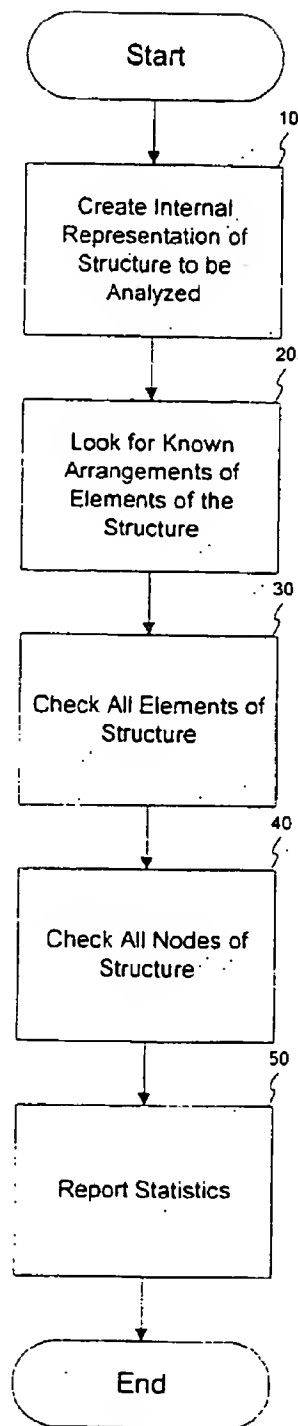 Start
10
Create Internal
Representation of
Structure to be
Analyzed
20
Look for Known
Arrangements of
Elements of the
Structure
30
Check All Elements of
Structure
40
Check All Nodes of
Structure
50
Report Statistics
End